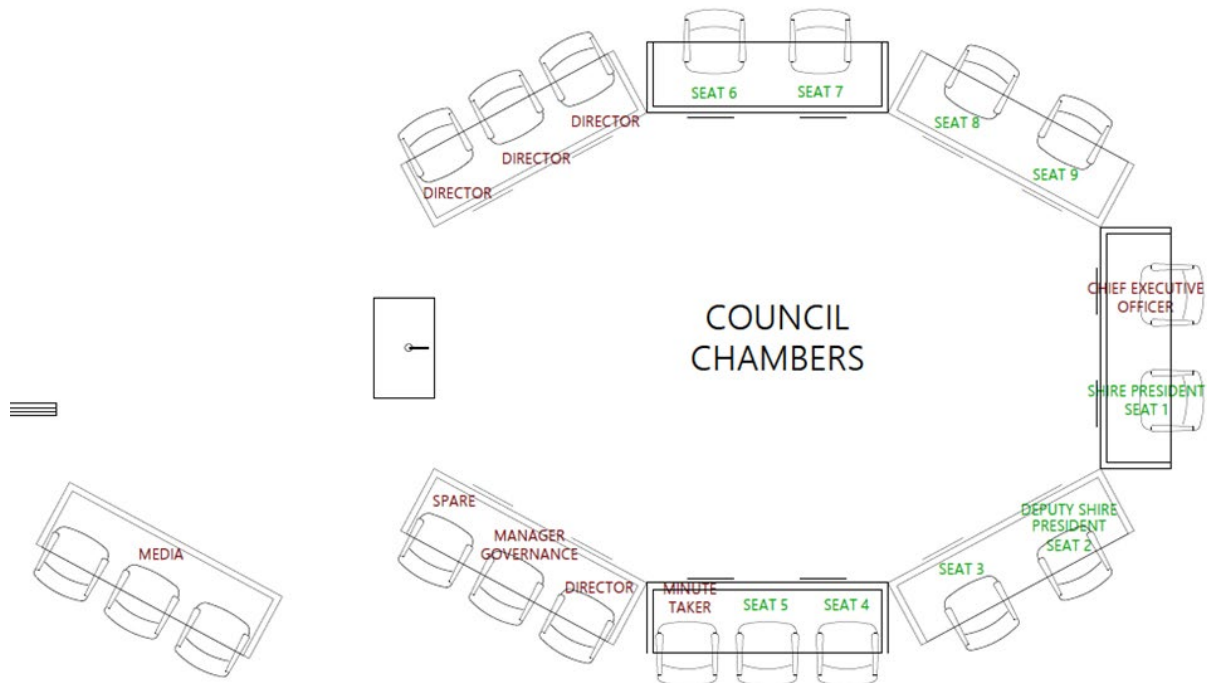 SEAT 6
SEAT 7
SEAT 8
SEAT 9
DIRECTOR
DIRECTOR
DIRECTOR
CHIEF EXECUTIVE
OFFICER
COUNCIL
CHAMBERS
SHIRE PRESIDENT
SEAT 1
DEPUTY SHIRE
PRESIDENT
SEAT 2
SEAT 3
SPARE
MANAGER
GOVERNANCE
DIRECTOR
MINUTE
TAKER
SEAT 5
SEAT 4
MEDIA